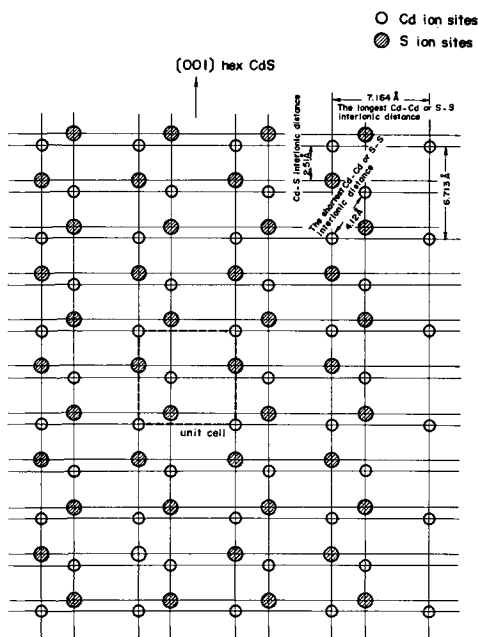 Cd ion sites
S ion sites
(001) hex CdS
7.164 Å
The longest Cd-Cd or S-S
interionic distance
Cd-S interionic distance
2.51Å
The shortest Cd-Cd or S-S
interionic distance
4.12Å
6.713 Å
unit cell